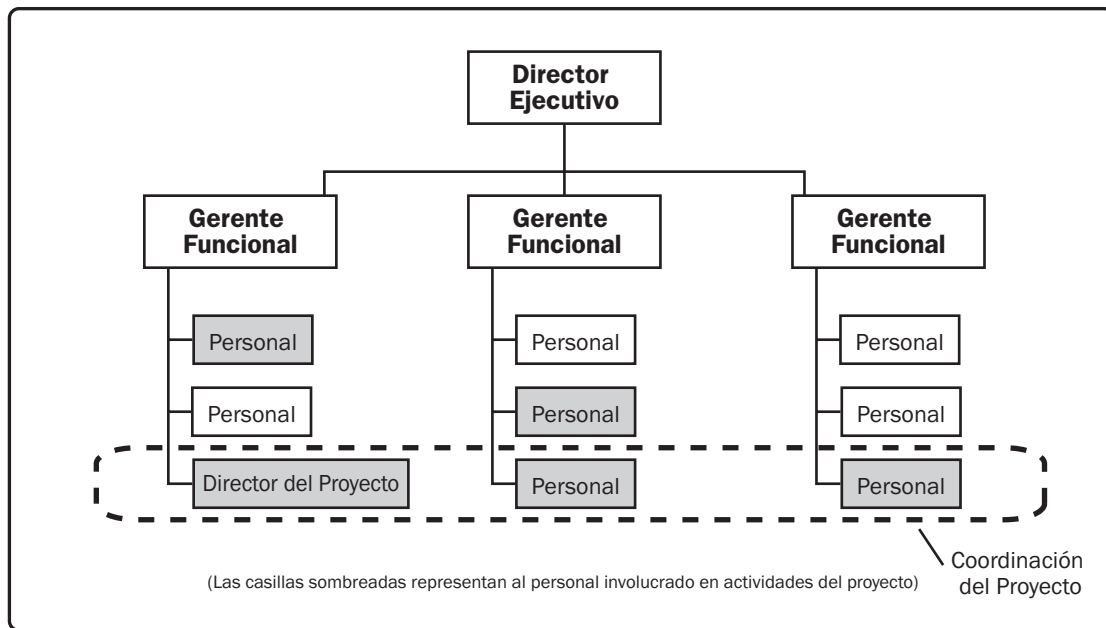 Director
Ejecutivo
Gerente
Funcional
Gerente
Funcional
Gerente
Funcional
Personal
Personal
Personal
Personal
Personal
Personal
Director del Proyecto
Personal
Personal
Coordinación
del Proyecto
(Las casillas sombreadas representan al personal involucrado en actividades del proyecto)